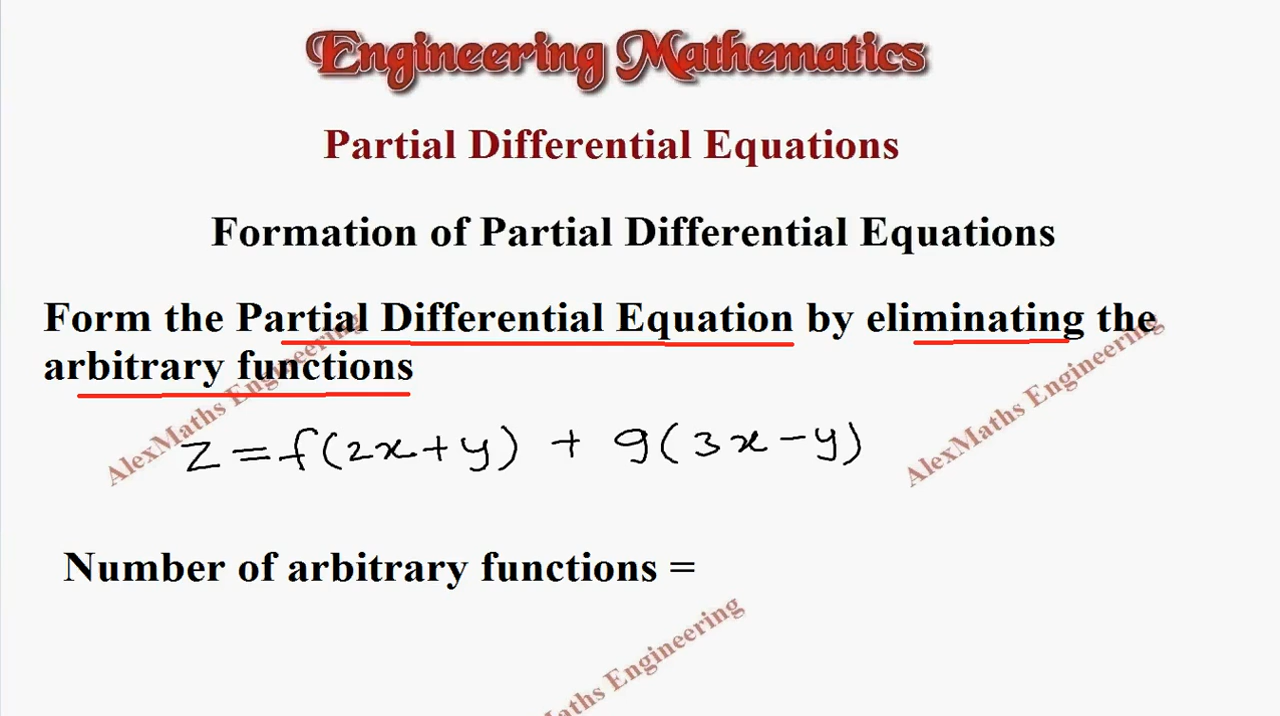 Engineering Mathematics
Partial Differential Equations
Formation of Partial Differential Equations
Form the Partial Differential Equation by eliminating the
arbitrary functions
AlexMaths Engineering
AlexMaths Engineering
z = f(2x+y) + g(3x-y)
Number of arbitrary functions =
Maths Engineering